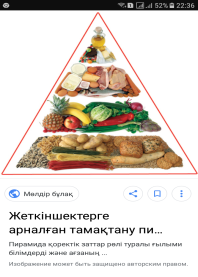 52% 22:36
Мөлдір бұлақ
Жеткіншектерге
арналған тамақтану пи...
Пирамида қоректік заттар рөлі туралы ғылыми
білімдерді және ағзаның ...
Изображение может быть защищено авторским правом.